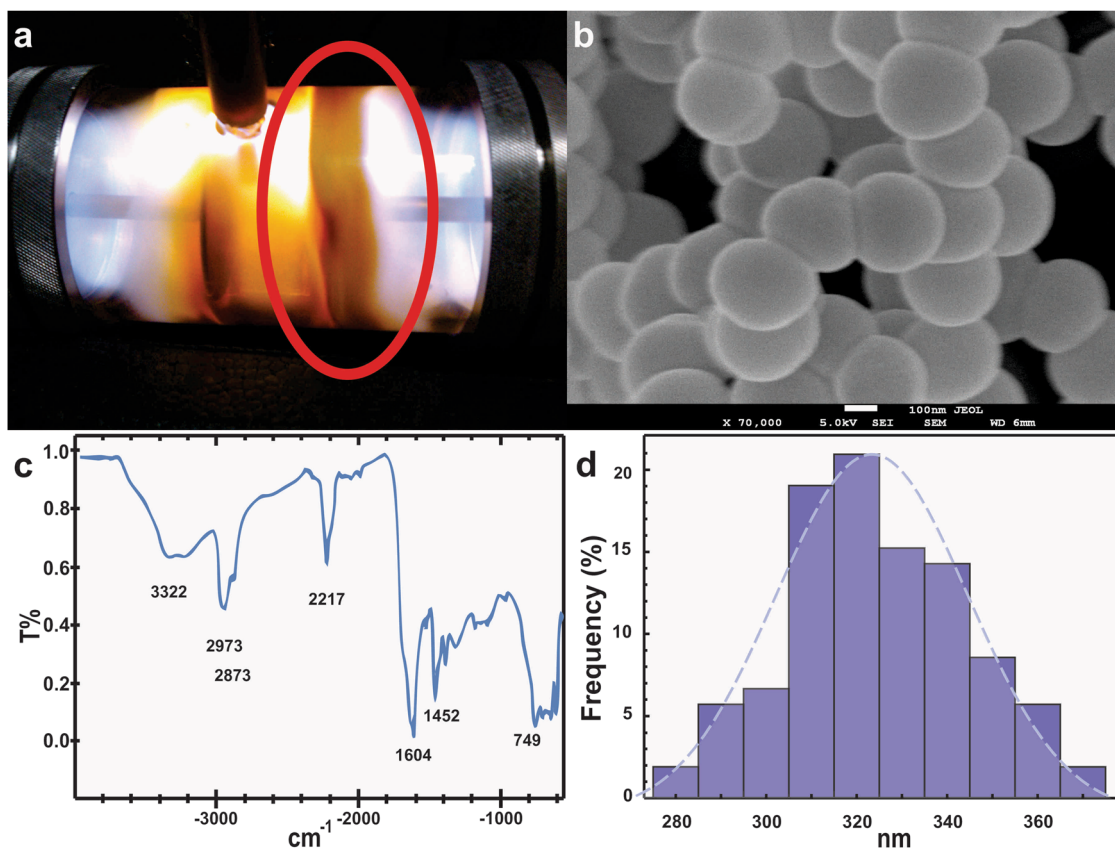 a
b
100nm JEOL
X 70,000 5.0kV SEI SEM WD 6mm
c
1.0
0.8
0.6
0.4
0.2
0.0
T%
3322
2973
2873
2217
1604
1452
749
-3000 -2000 -1000
cm-1
d
20
15
10
5
0
Frequency (%)
280 300 320 340 360
nm